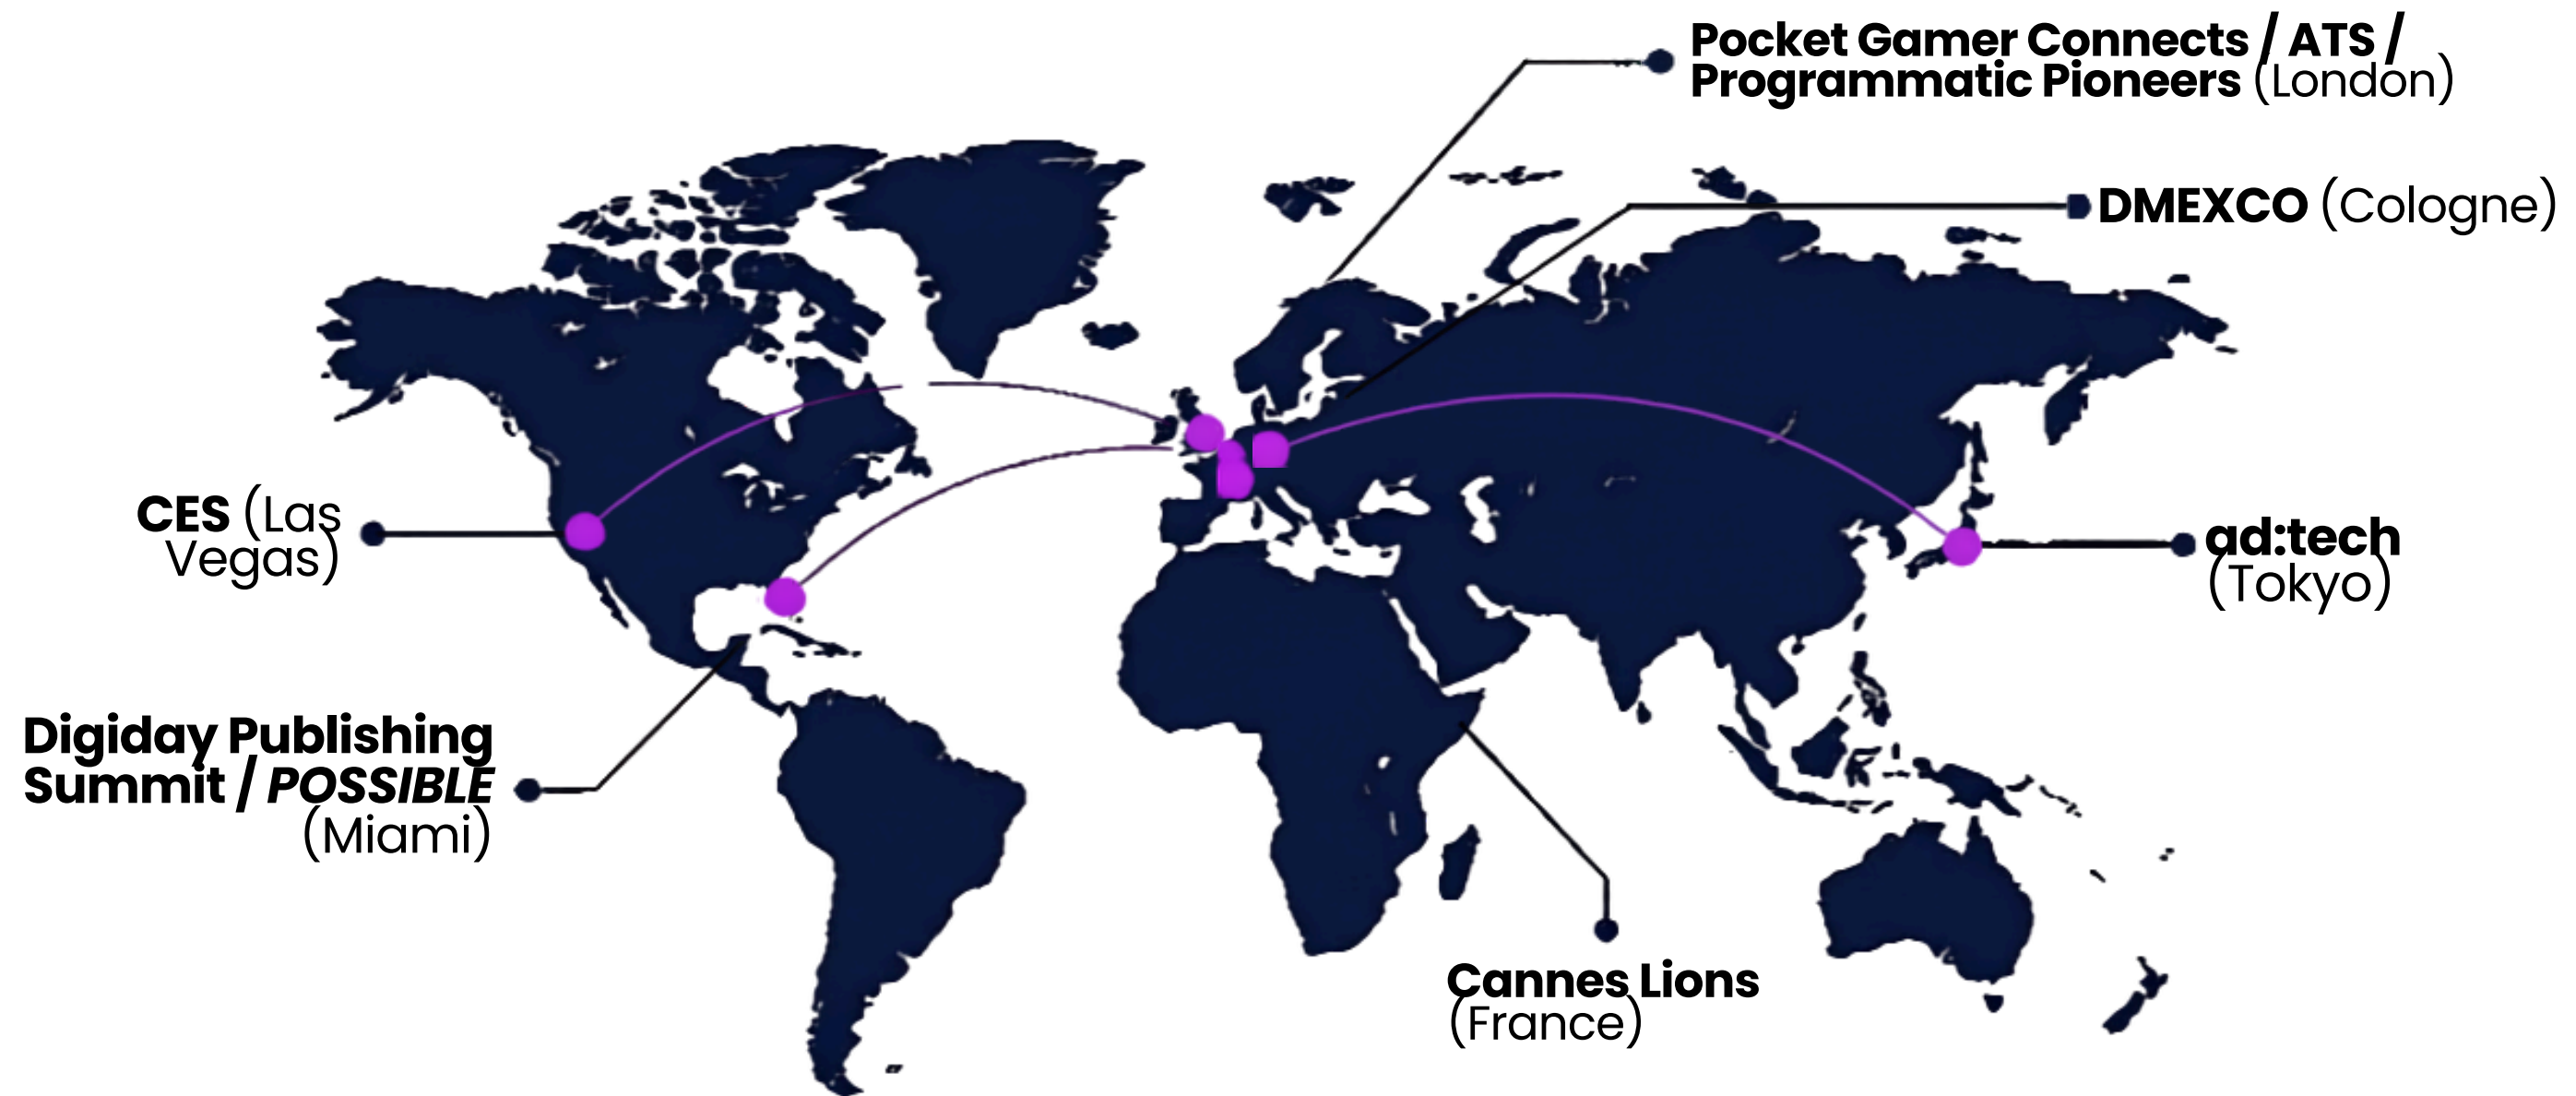 Pocket Gamer Connects / ATS /
Programmatic Pioneers (London)
DMEXCO (Cologne)
CES (Las
Vegas)
ad:tech
(Tokyo)
Digiday Publishing
Summit / POSSIBLE
(Miami)
Cannes Lions
(France)